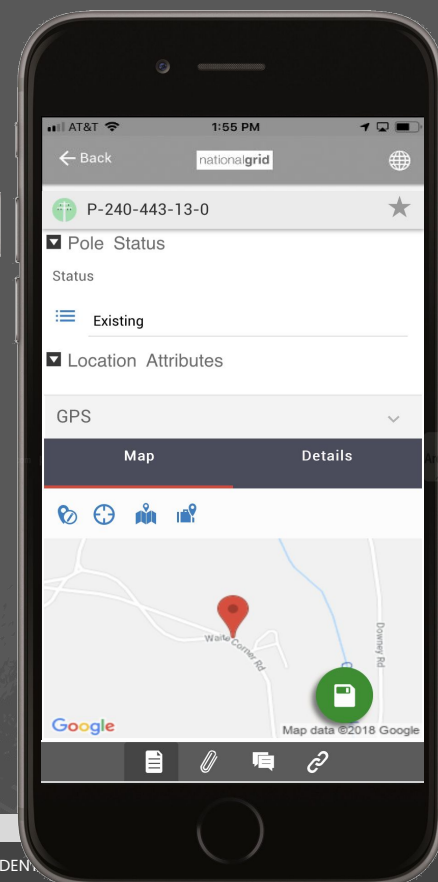 AT&T 1:55 PM
Back nationalgrid
P-240-443-13-0
Pole Status
Status
Existing
Location Attributes
GPS
Map Details
Waite Corner Rd
Downey Rd
Google
Map data ©2018 Google